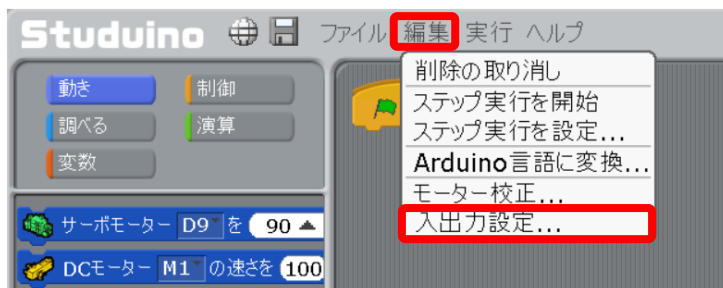 Studuino ファイル 編集 実行 ヘルプ
動き 制御
調べる 演算
変数
削除の取り消し
ステップ実行を開始
ステップ実行を設定...
Arduino言語に変換...
モーター校正...
入出力設定...
サーボモーター D9 を 90
DCモーター M1 の速さを 100